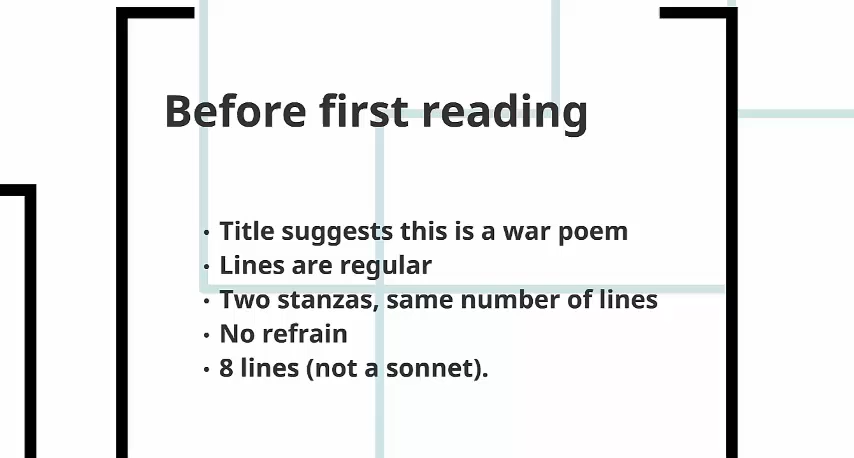 Before first reading
• Title suggests this is a war poem
• Lines are regular
• Two stanzas, same number of lines
• No refrain
• 8 lines (not a sonnet).